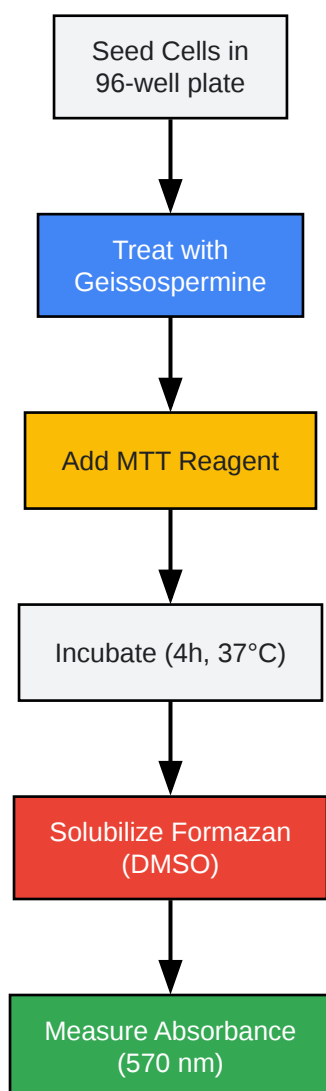 Seed Cells in
96-well plate
Treat with
Geissospermine
Add MTT Reagent
Incubate (4h, 37°C)
Solubilize Formazan
(DMSO)
Measure Absorbance
(570 nm)